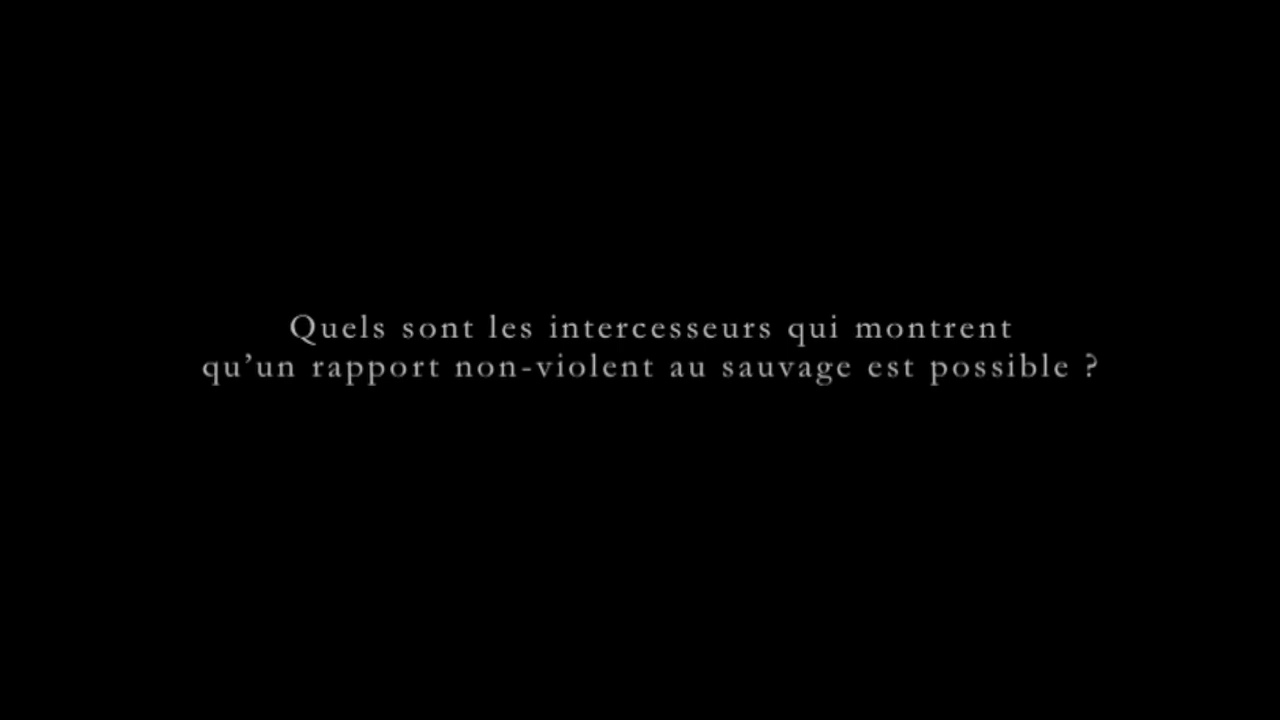 Quels sont les intercesseurs qui montrent
qu’un rapport non-violent au sauvage est possible ?